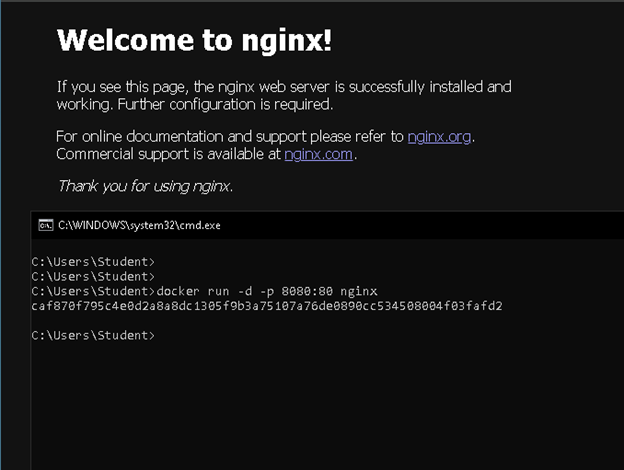 Welcome to nginx!
If you see this page, the nginx web server is successfully installed and
working. Further configuration is required.
For online documentation and support please refer to nginx.org.
Commercial support is available at nginx.com.
Thank you for using nginx.
C:\WINDOWS\system32\cmd.exe
C:\Users\Student>
C:\Users\Student>
C:\Users\Student>docker run -d -p 8080:80 nginx
caf870f795c4e0d2a8a8dc1305f9b3a75107a76de0890cc534508004f03fafd2
C:\Users\Student>